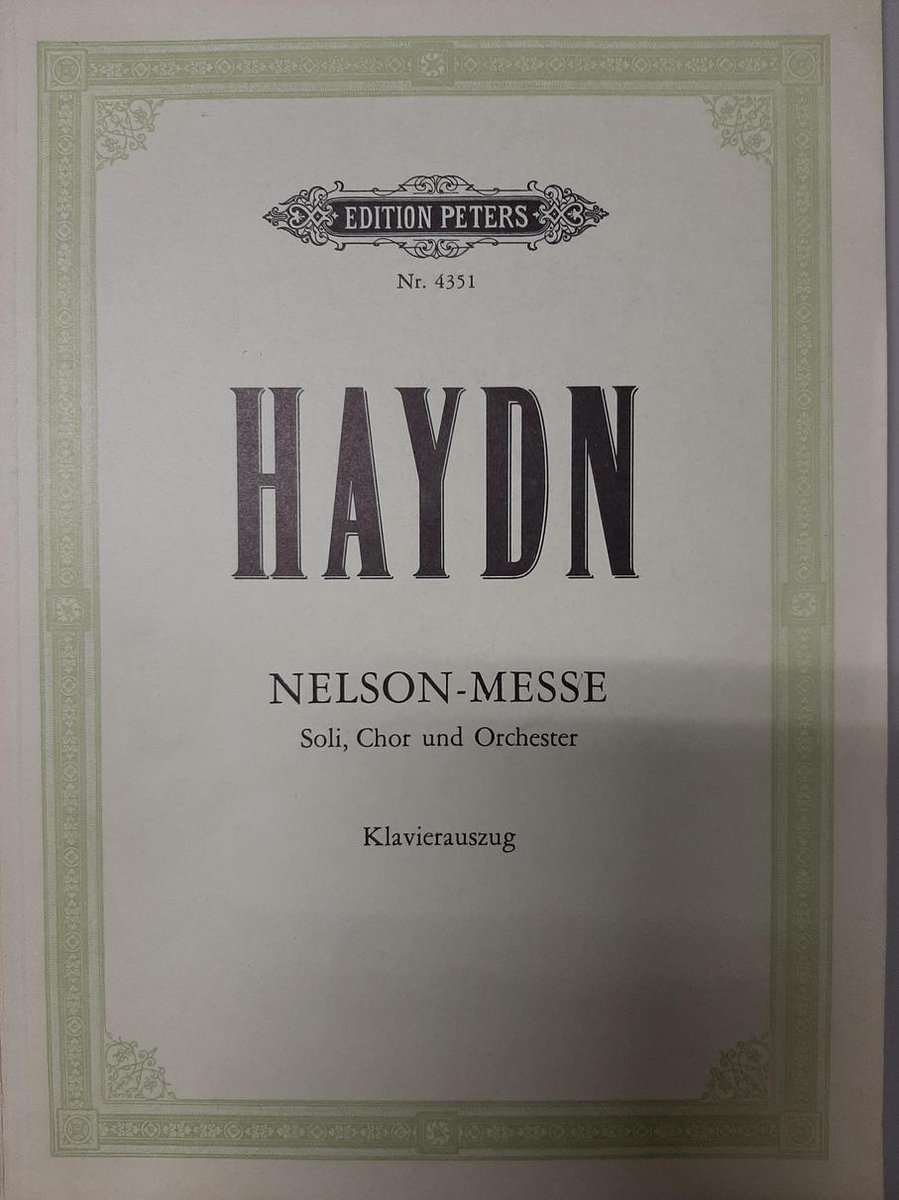 EDITION PETERS
Nr. 4351
HAYDN
NELSON-MESSE
Soli, Chor und Orchester
Klavierauszug